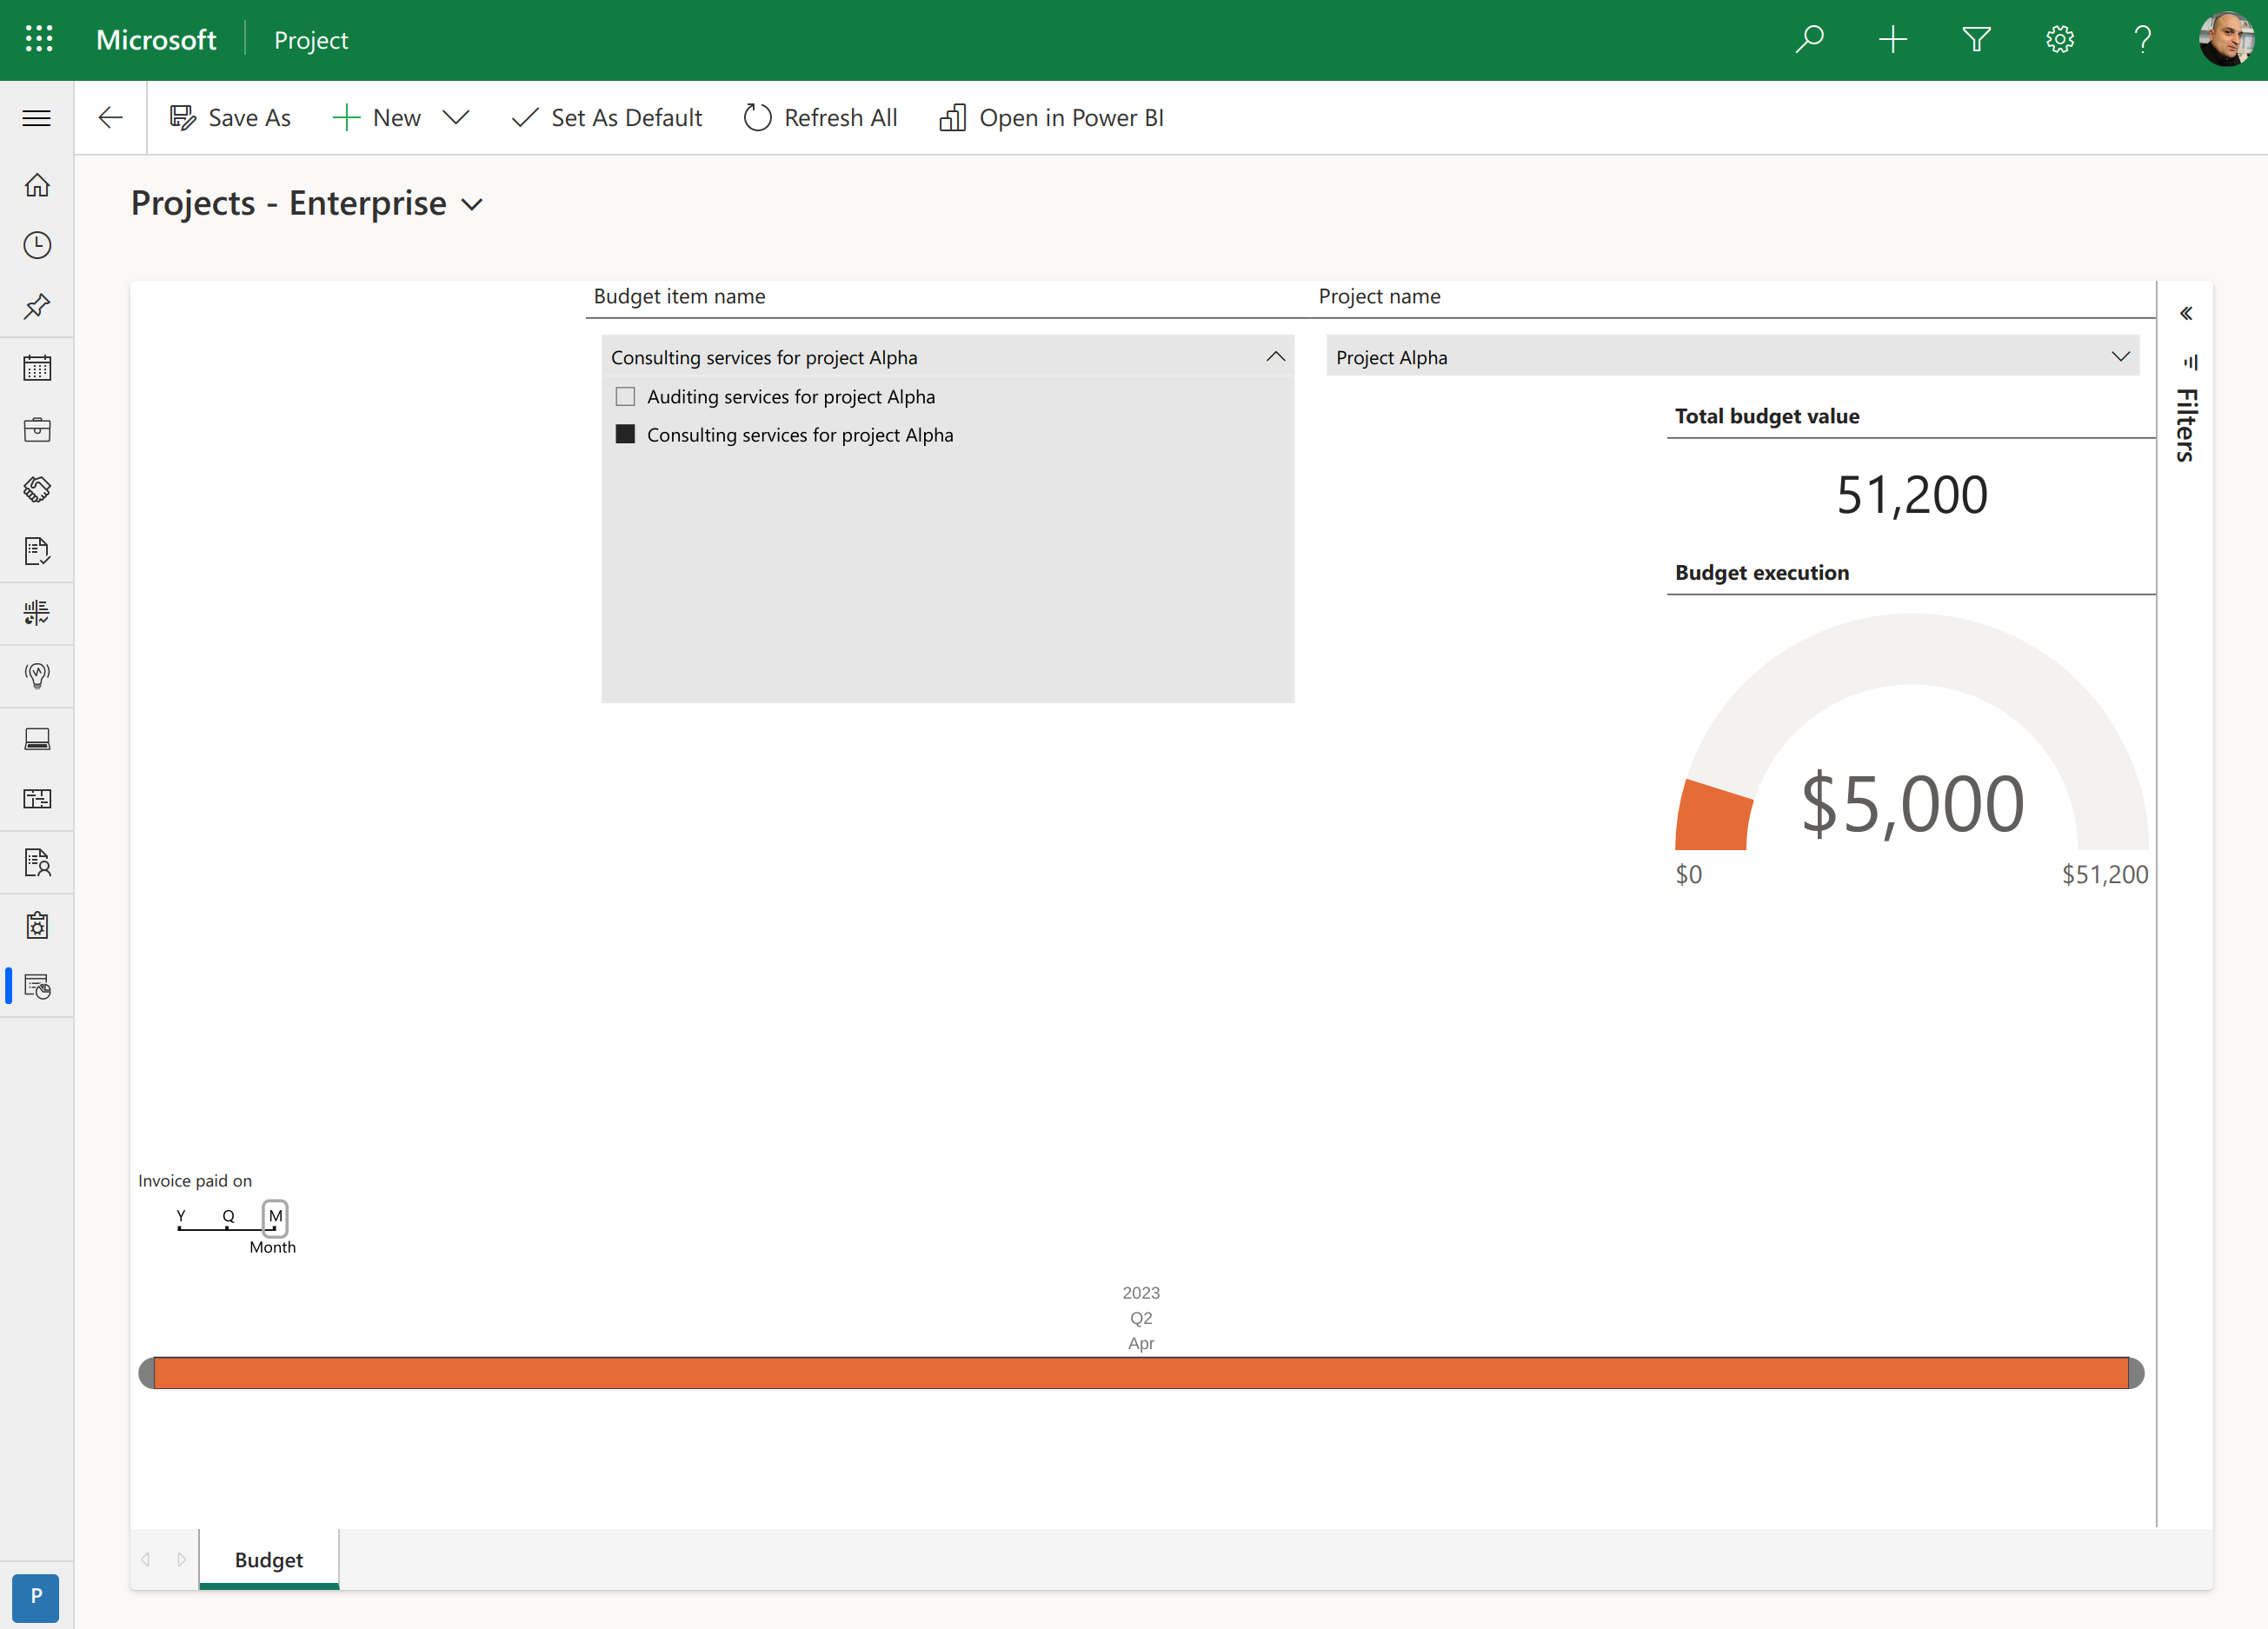 Microsoft
Project
Save As
New
Set As Default
Refresh All
Open in Power BI
Projects - Enterprise
Budget item name
Project name
Consulting services for project Alpha
Project Alpha
Auditing services for project Alpha
Consulting services for project Alpha
Filters
Total budget value
51,200
Budget execution
$5,000
$0
$51,200
Invoice paid on
Y Q M
Month
2023
Q2
Apr
Budget
P